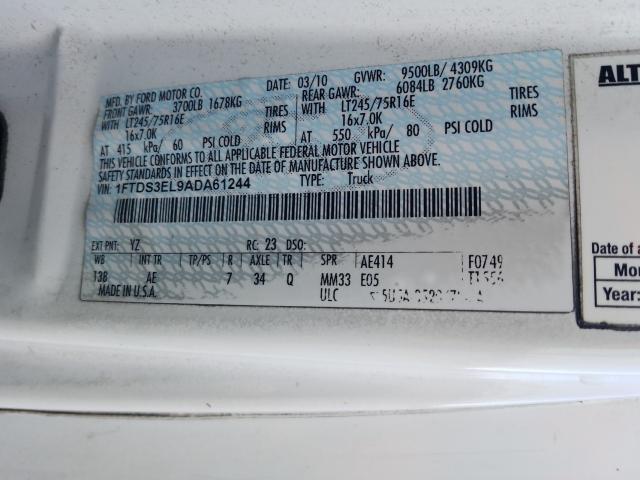 MFD. BY FORD MOTOR CO.
03/10 GVWR: 9500LB/ 4309KG
FRONT GAWR: 3700LB 1678KG
REAR GAWR: 6084LB 2760KG
WITH LT245/75R16E TIRES
WITH LT245/75R16E TIRES
16x7.0K RIMS
16x7.0K RIMS
AT 415 kPa/ 60 PSI COLD
AT 550 kPa/ 80 PSI COLD
THIS VEHICLE CONFORMS TO ALL APPLICABLE FEDERAL MOTOR VEHICLE
SAFETY STANDARDS IN EFFECT ON THE DATE OF MANUFACTURE SHOWN ABOVE.
VIN: 1FTDS3EL9ADA61244 TYPE: Truck
EXT PNT: YZ RC: 23 DSO:
WB INT TR TP/PS R AXLE TR SPR AE414 F0749
138 AE 7 34 Q MM33 E05
MADE IN U.S.A. ULC
ALT
Date of a
Mo
Year: